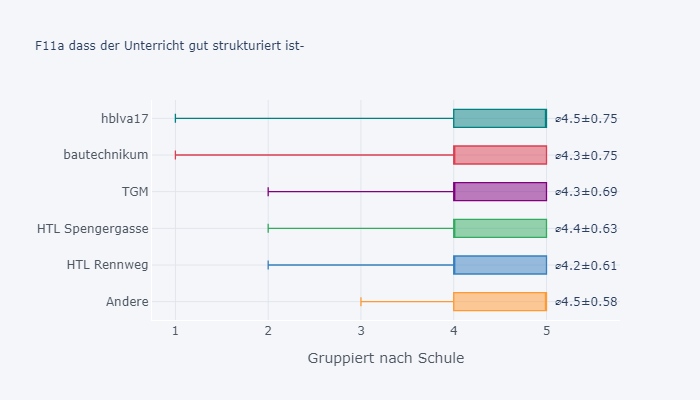 F11a dass der Unterricht gut strukturiert ist-
hblva17 ⌀4.5±0.75
bautechnikum ⌀4.3±0.75
TGM ⌀4.3±0.69
HTL Spengergasse ⌀4.4±0.63
HTL Rennweg ⌀4.2±0.61
Andere ⌀4.5±0.58
1 2 3 4 5
Gruppiert nach Schule